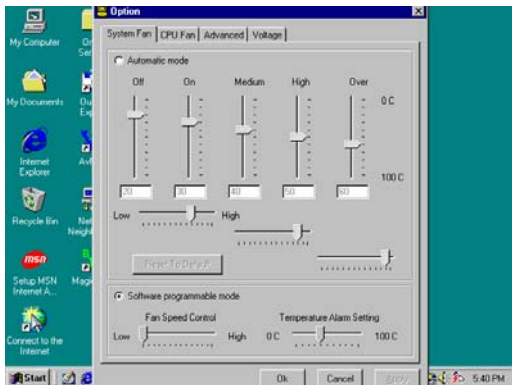 Option
System Fan CPU Fan Advanced Voltage
Automatic mode
Off On Medium High Over
0 C
100 C
20 30 40 50 60
Low High
Reset To Default
Software programmable mode
Fan Speed Control Temperature Alarm Setting
Low High 0 C 100 C
Ok Cancel Apply
My Computer
My Documents
Internet
Explorer
Recycle Bin
msn
Setup MSN
Internet A...
Connect to the
Internet
Start
5:40 PM